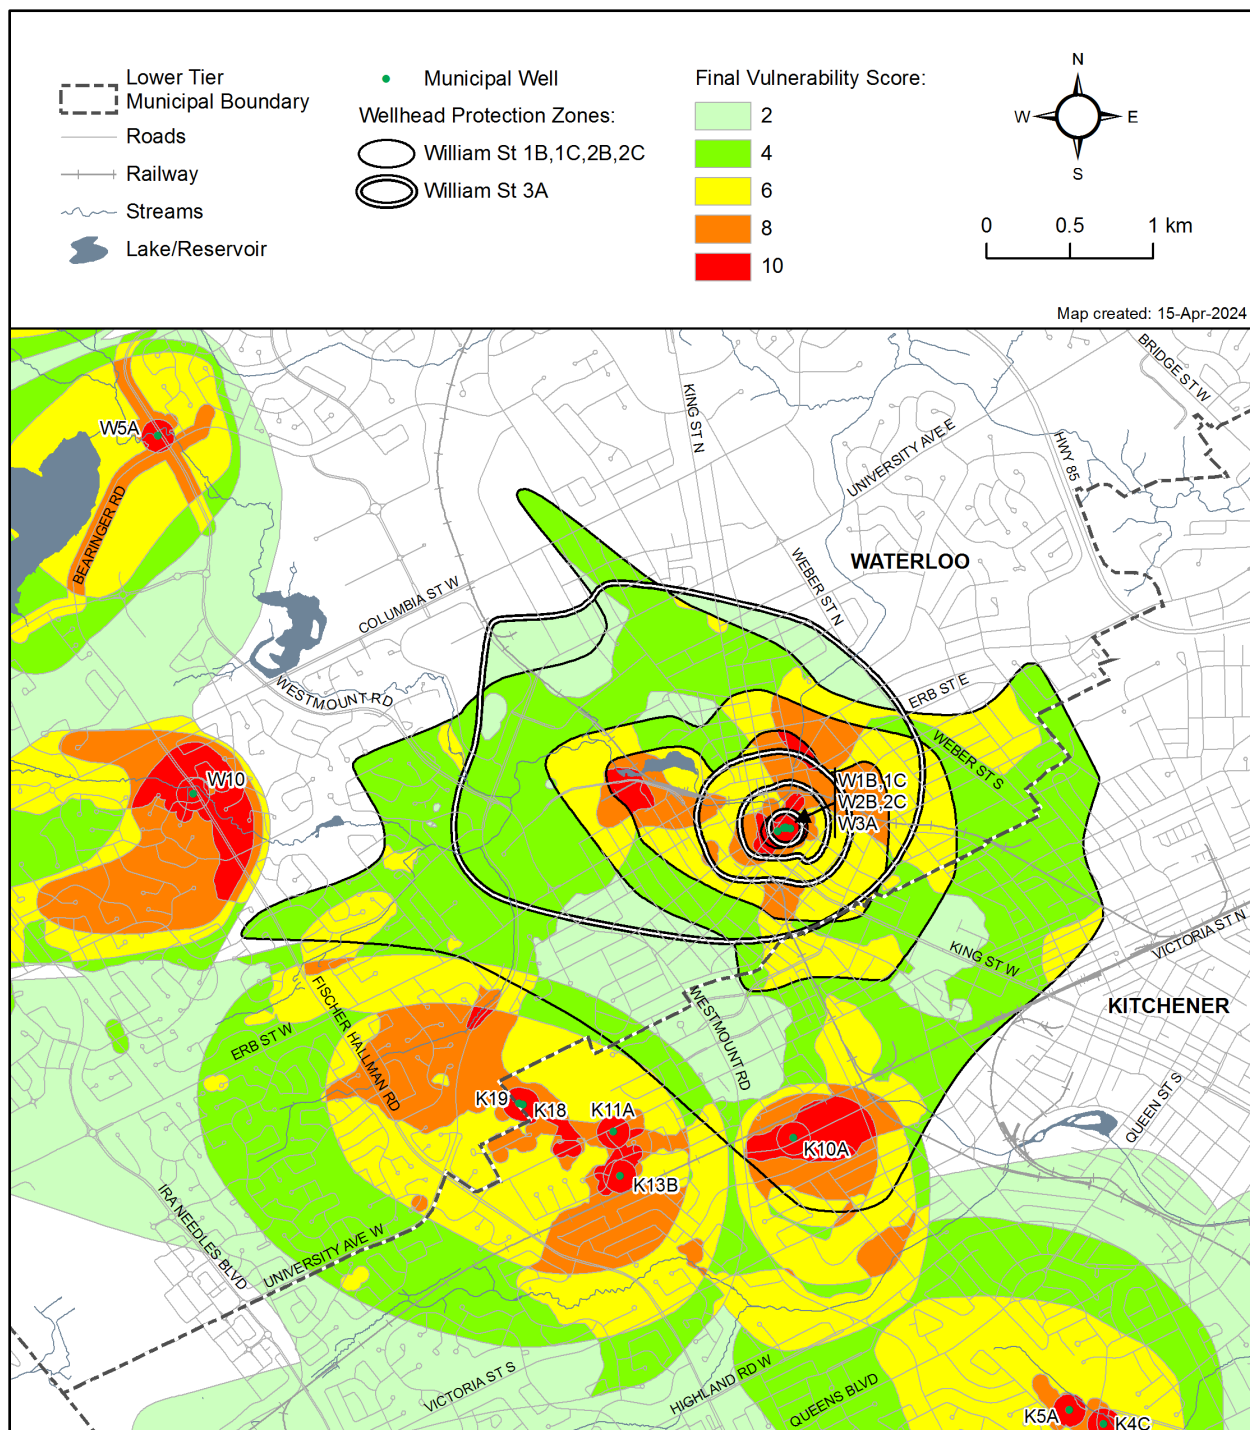 Lower Tier
Municipal Boundary
Roads
Railway
Streams
Lake/Reservoir
Municipal Well
Wellhead Protection Zones:
William St 1B,1C,2B,2C
William St 3A
Final Vulnerability Score:
2
4
6
8
10
N
W
E
S
0
0.5
1 km
Map created: 15-Apr-2024
BRIDGE ST W
KING ST N
W5A
UNIVERSITY AVE E
HWY 85
BEARINGER RD
WATERLOO
WEBER ST N
COLUMBIA ST W
WESTMOUNT RD
ERB ST E
WEBER ST S
W10
W1B,1C
W2B,2C
W3A
VICTORIA ST N
KING ST W
KITCHENER
FISCHER HALLMAN RD
WESTMOUNT RD
ERB ST W
K19
K18
K11A
K10A
QUEEN ST S
K13B
IRA NEEDLES BLVD
UNIVERSITY AVE W
VICTORIA ST S
HIGHLAND RD W
QUEENS BLVD
K5A
K4C